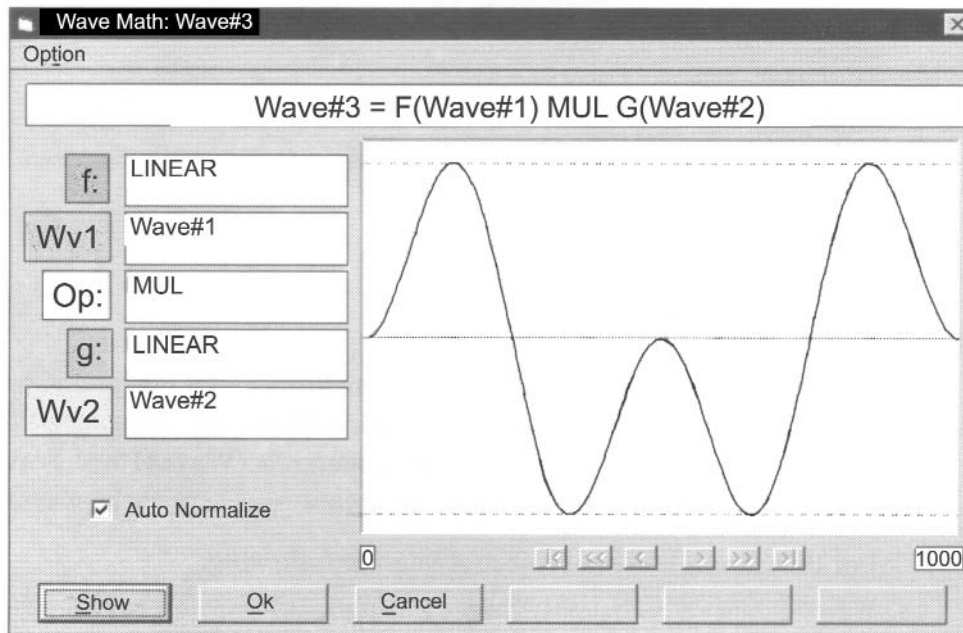 Wave Math: Wave#3
Option
Wave#3 = F(Wave#1) MUL G(Wave#2)
f:
LINEAR
Wv1
Wave#1
Op:
MUL
g:
LINEAR
Wv2
Wave#2
Auto Normalize
0
|<
<<
<
>
>>
>|
1000
Show
Ok
Cancel